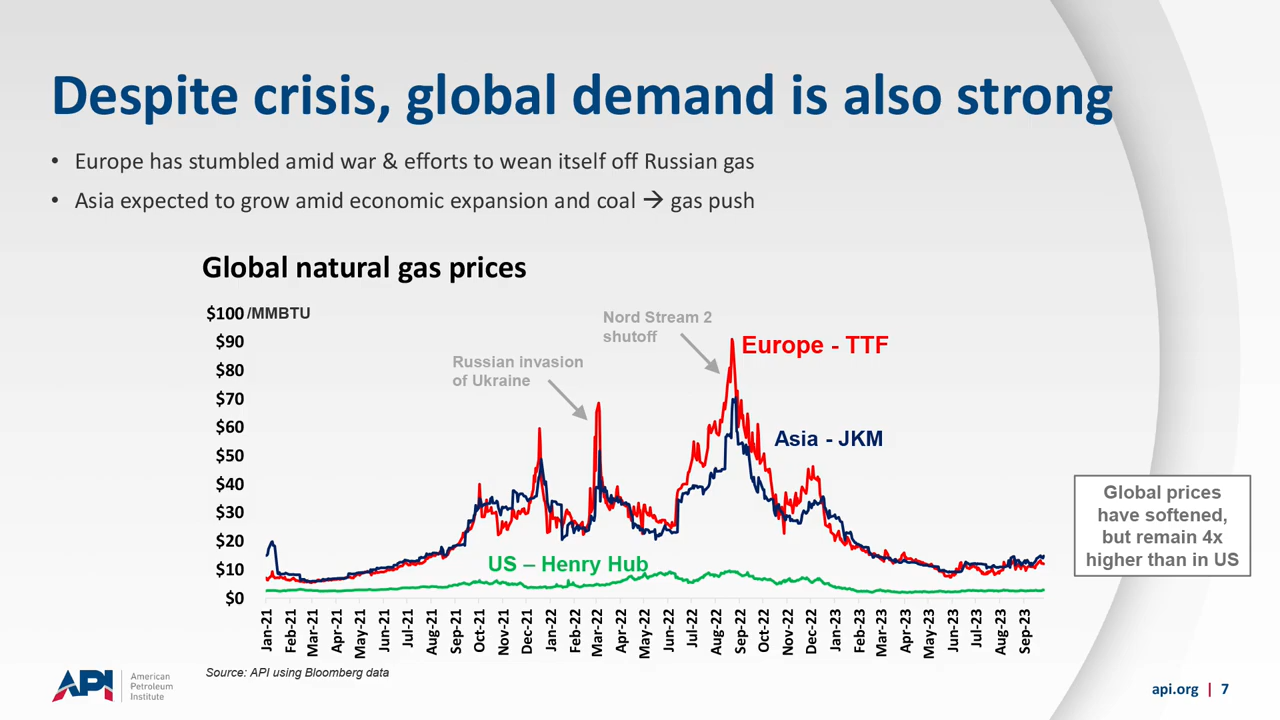 Despite crisis, global demand is also strong
• Europe has stumbled amid war & efforts to wean itself off Russian gas
• Asia expected to grow amid economic expansion and coal → gas push
Global natural gas prices
$100 /MMBTU
$90
$80
$70
$60
$50
$40
$30
$20
$10
$0
Nord Stream 2
shutoff
Russian invasion
of Ukraine
Europe - TTF
Asia - JKM
US – Henry Hub
Global prices
have softened,
but remain 4x
higher than in US
Jan-21
Feb-21
Mar-21
Apr-21
May-21
Jun-21
Jul-21
Aug-21
Sep-21
Oct-21
Nov-21
Dec-21
Jan-22
Feb-22
Mar-22
Apr-22
May-22
Jun-22
Jul-22
Aug-22
Sep-22
Oct-22
Nov-22
Dec-22
Jan-23
Feb-23
Mar-23
Apr-23
May-23
Jun-23
Jul-23
Aug-23
Sep-23
Source: API using Bloomberg data
API
American
Petroleum
Institute
api.org | 7